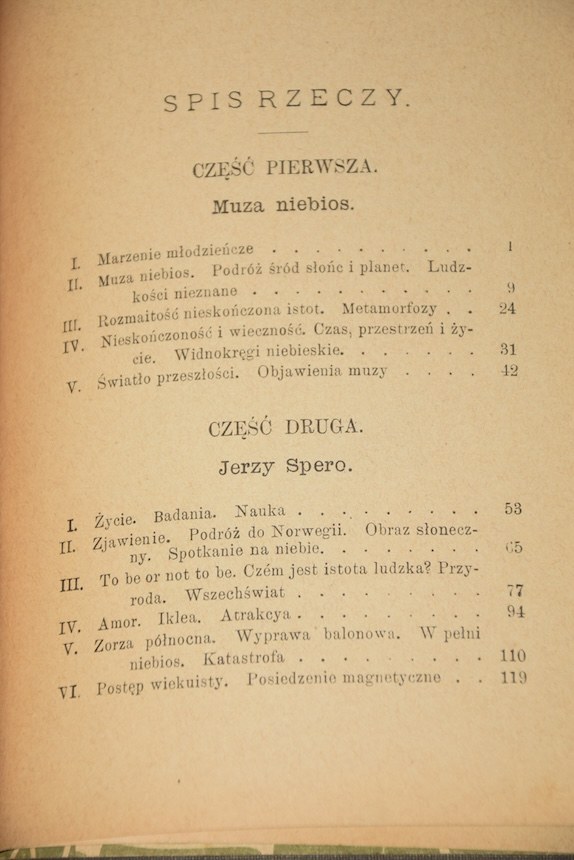 SPIS RZECZY.
CZĘŚĆ PIERWSZA.
Muza niebios.
I. Marzenie młodzieńcze . . . . . . . . . . 1
II. Muza niebios. Podróż śród słońc i planet. Ludz-
kości nieznane . . . . . . . . . . . 9
III. Rozmaitość nieskończona istot. Metamorfozy . . 24
IV. Nieskończoność i wieczność. Czas, przestrzeń i ży-
cie. Widnokręgi niebieskie. . . . . . . 31
V. Światło przeszłości. Objawienia muzy . . . . 42
CZĘŚĆ DRUGA.
Jerzy Spero.
I. Życie. Badania. Nauka . . . . . . . . . 53
II. Zjawienie. Podróż do Norwegii. Obraz słonecz-
ny. Spotkanie na niebie. . . . . . . . 65
III. To be or not to be. Czém jest istota ludzka? Przy-
roda. Wszechświat . . . . . . . . . 77
IV. Amor. Iklea. Atrakcya . . . . . . . . . 94
V. Zorza północna. Wyprawa balonowa. W pełni
niebios. Katastrofa . . . . . . . . . 110
VI. Postęp wiekuisty. Posiedzenie magnetyczne . . 119